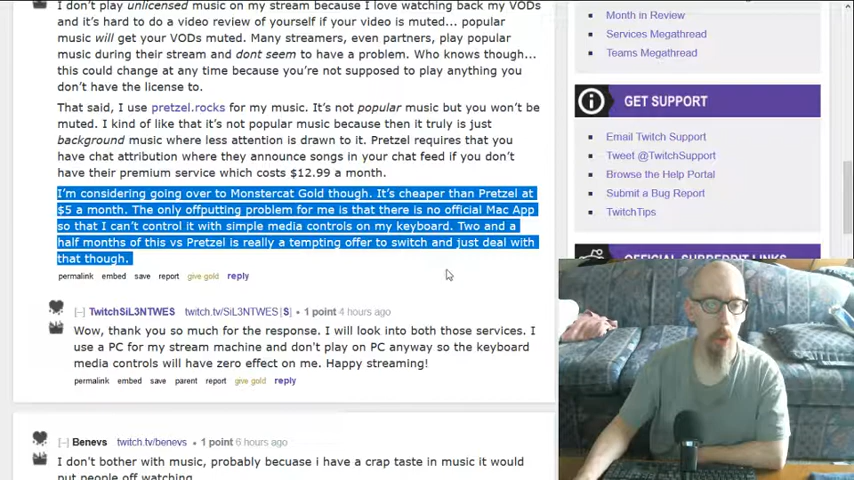 I don't play unlicensed music on my stream because I love watching back my VODs
and it's hard to do a video review of yourself if your video is muted... popular
music will get your VODs muted. Many streamers, even partners, play popular
music during their stream and dont seem to have a problem. Who knows though...
this could change at any time because you're not supposed to play anything you
don't have the license to.
That said, I use pretzel.rocks for my music. It's not popular music but you won't be
muted. I kind of like that it's not popular music because then it truly is just
background music where less attention is drawn to it. Pretzel requires that you
have chat attribution where they announce songs in your chat feed if you don't
have their premium service which costs $12.99 a month.
I'm considering going over to Monstercat Gold though. It's cheaper than Pretzel at
$5 a month. The only offputting problem for me is that there is no official Mac App
so that I can't control it with simple media controls on my keyboard. Two and a
half months of this vs Pretzel is really a tempting offer to switch and just deal with
that though.
permalink embed save report give gold reply
[–] TwitchSiL3NTWES twitch.tv/SiL3NTWES [S] • 1 point 4 hours ago
Wow, thank you so much for the response. I will look into both those services. I
use a PC for my stream machine and don't play on PC anyway so the keyboard
media controls will have zero effect on me. Happy streaming!
permalink embed save parent report give gold reply
[–] Benevs twitch.tv/benevs • 1 point 6 hours ago
I don't bother with music, probably becuase i have a crap taste in music it would
put people off watching.
Month in Review
Services Megathread
Teams Megathread
GET SUPPORT
Email Twitch Support
Tweet @TwitchSupport
Browse the Help Portal
Submit a Bug Report
TwitchTips
OFFICIAL SUBREDDIT LINKS